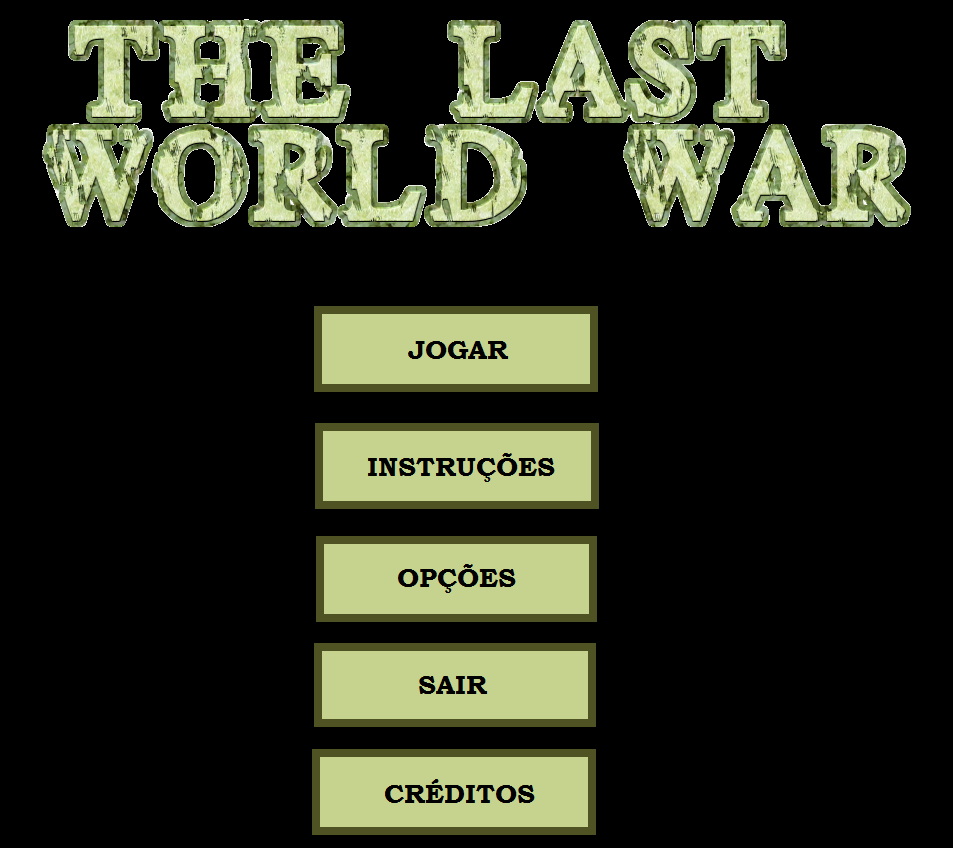 THE LAST
WORLD WAR
JOGAR
INSTRUÇÕES
OPÇÕES
SAIR
CRÉDITOS